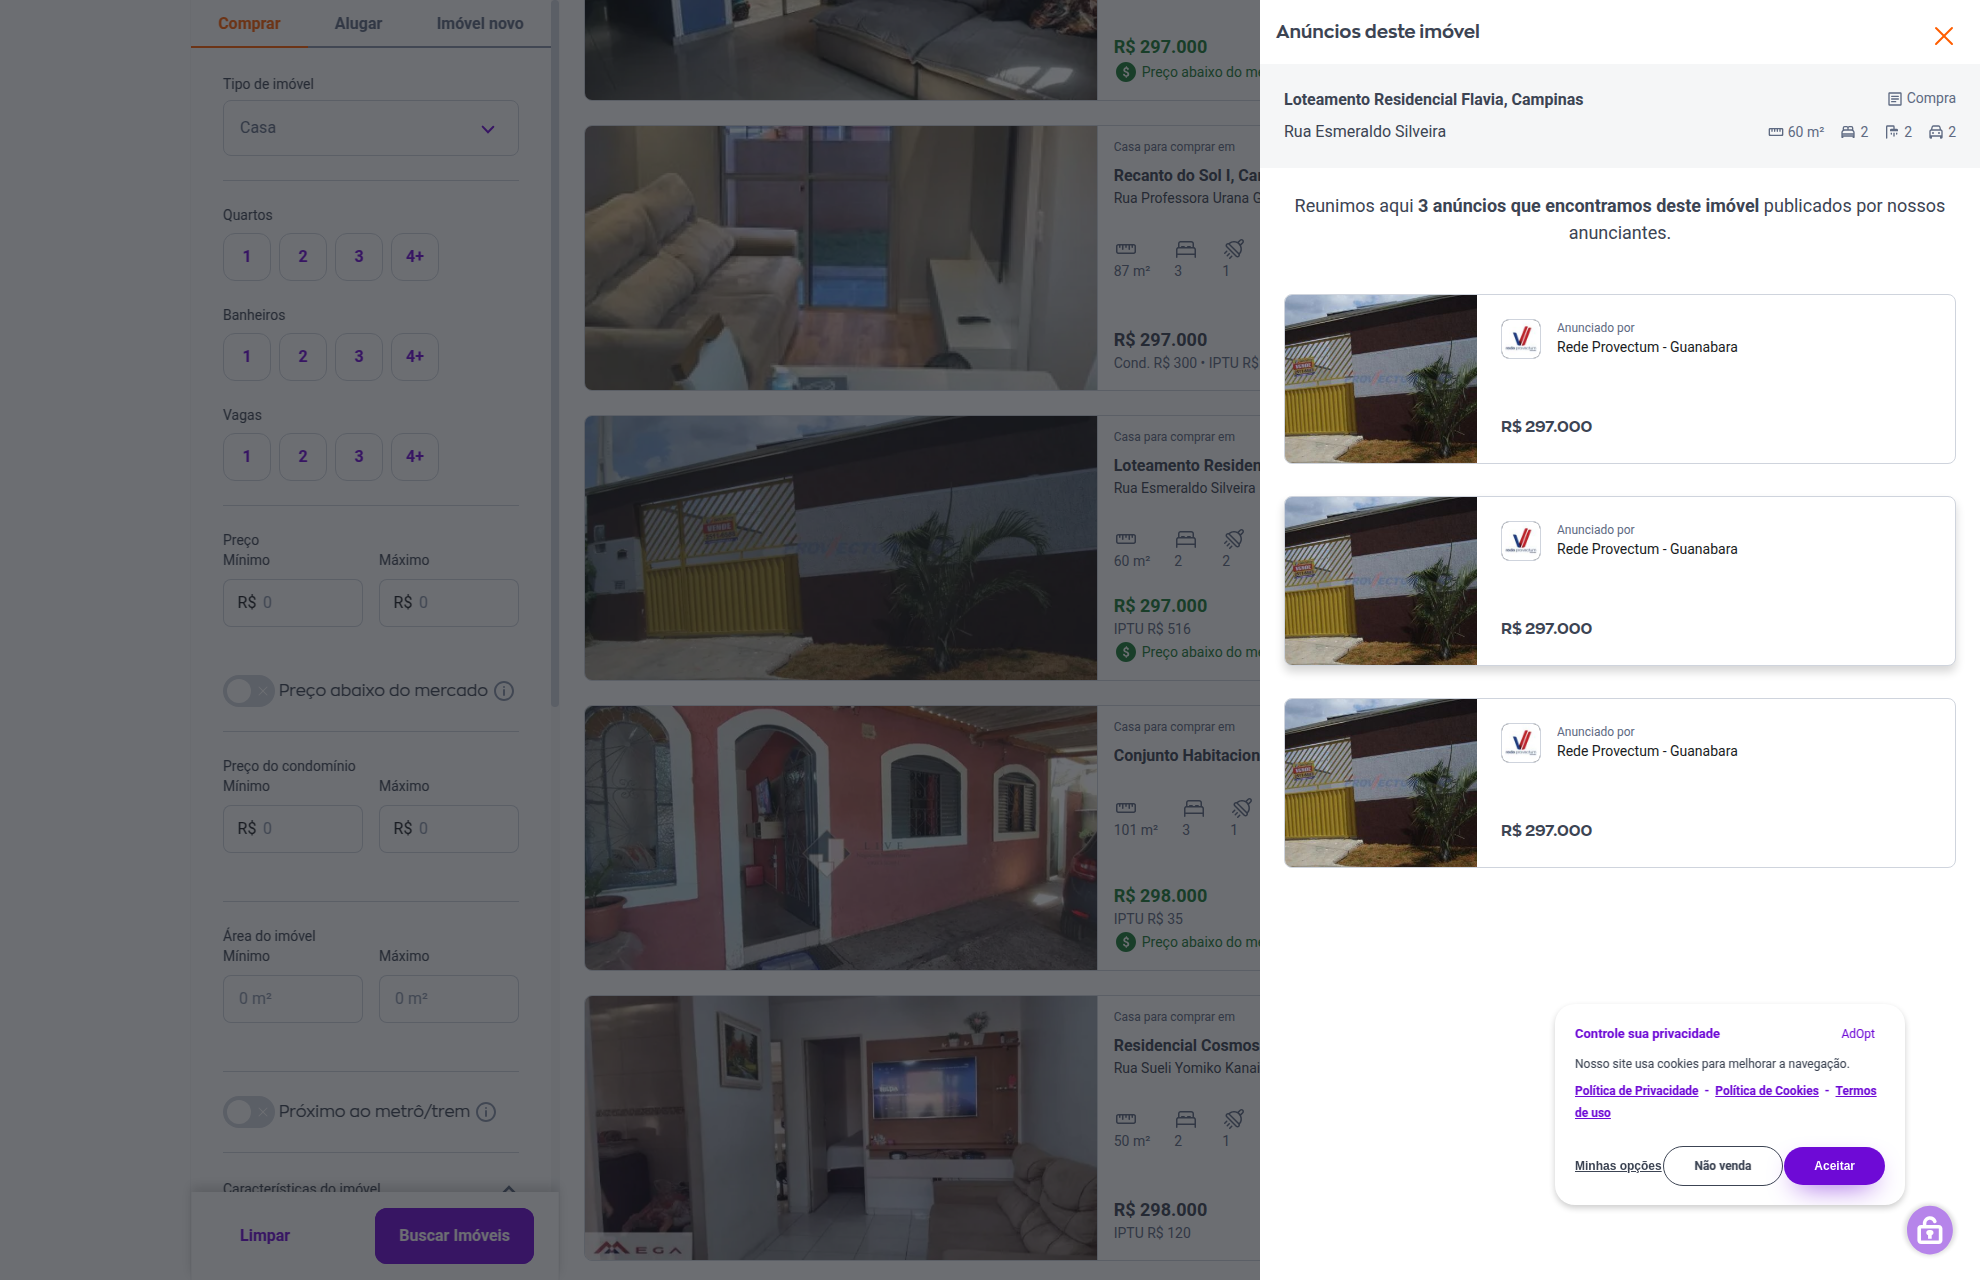 Comprar
Alugar
Imóvel novo
Tipo de imóvel
Casa
Quartos
1
2
3
4+
Banheiros
1
2
3
4+
Vagas
1
2
3
4+
Preço
Mínimo
Máximo
R$ 0
R$ 0
Preço abaixo do mercado
Preço do condomínio
Mínimo
Máximo
R$ 0
R$ 0
Área do imóvel
Mínimo
Máximo
0 m²
0 m²
Próximo ao metrô/trem
Características do imóvel
Limpar
Buscar Imóveis
R$ 297.000
Preço abaixo do me
Casa para comprar em
Recanto do Sol I, Ca
Rua Professora Urana G
87 m²
3
1
R$ 297.000
Cond. R$ 300 • IPTU R$
Casa para comprar em
Loteamento Residen
Rua Esmeraldo Silveira
60 m²
2
2
R$ 297.000
IPTU R$ 516
Preço abaixo do me
Casa para comprar em
Conjunto Habitacion
101 m²
3
1
R$ 298.000
IPTU R$ 35
Preço abaixo do me
Casa para comprar em
Residencial Cosmos
Rua Sueli Yomiko Kanai
50 m²
2
1
R$ 298.000
IPTU R$ 120
MEGA
Anúncios deste imóvel
Loteamento Residencial Flavia, Campinas
Compra
Rua Esmeraldo Silveira
60 m²
2
2
2
Reunimos aqui 3 anúncios que encontramos deste imóvel publicados por nossos
anunciantes.
Anunciado por
Rede Provectum - Guanabara
R$ 297.000
Anunciado por
Rede Provectum - Guanabara
R$ 297.000
Anunciado por
Rede Provectum - Guanabara
R$ 297.000
Controle sua privacidade
AdOpt
Nosso site usa cookies para melhorar a navegação.
Política de Privacidade - Política de Cookies - Termos
de uso
Minhas opções
Não venda
Aceitar